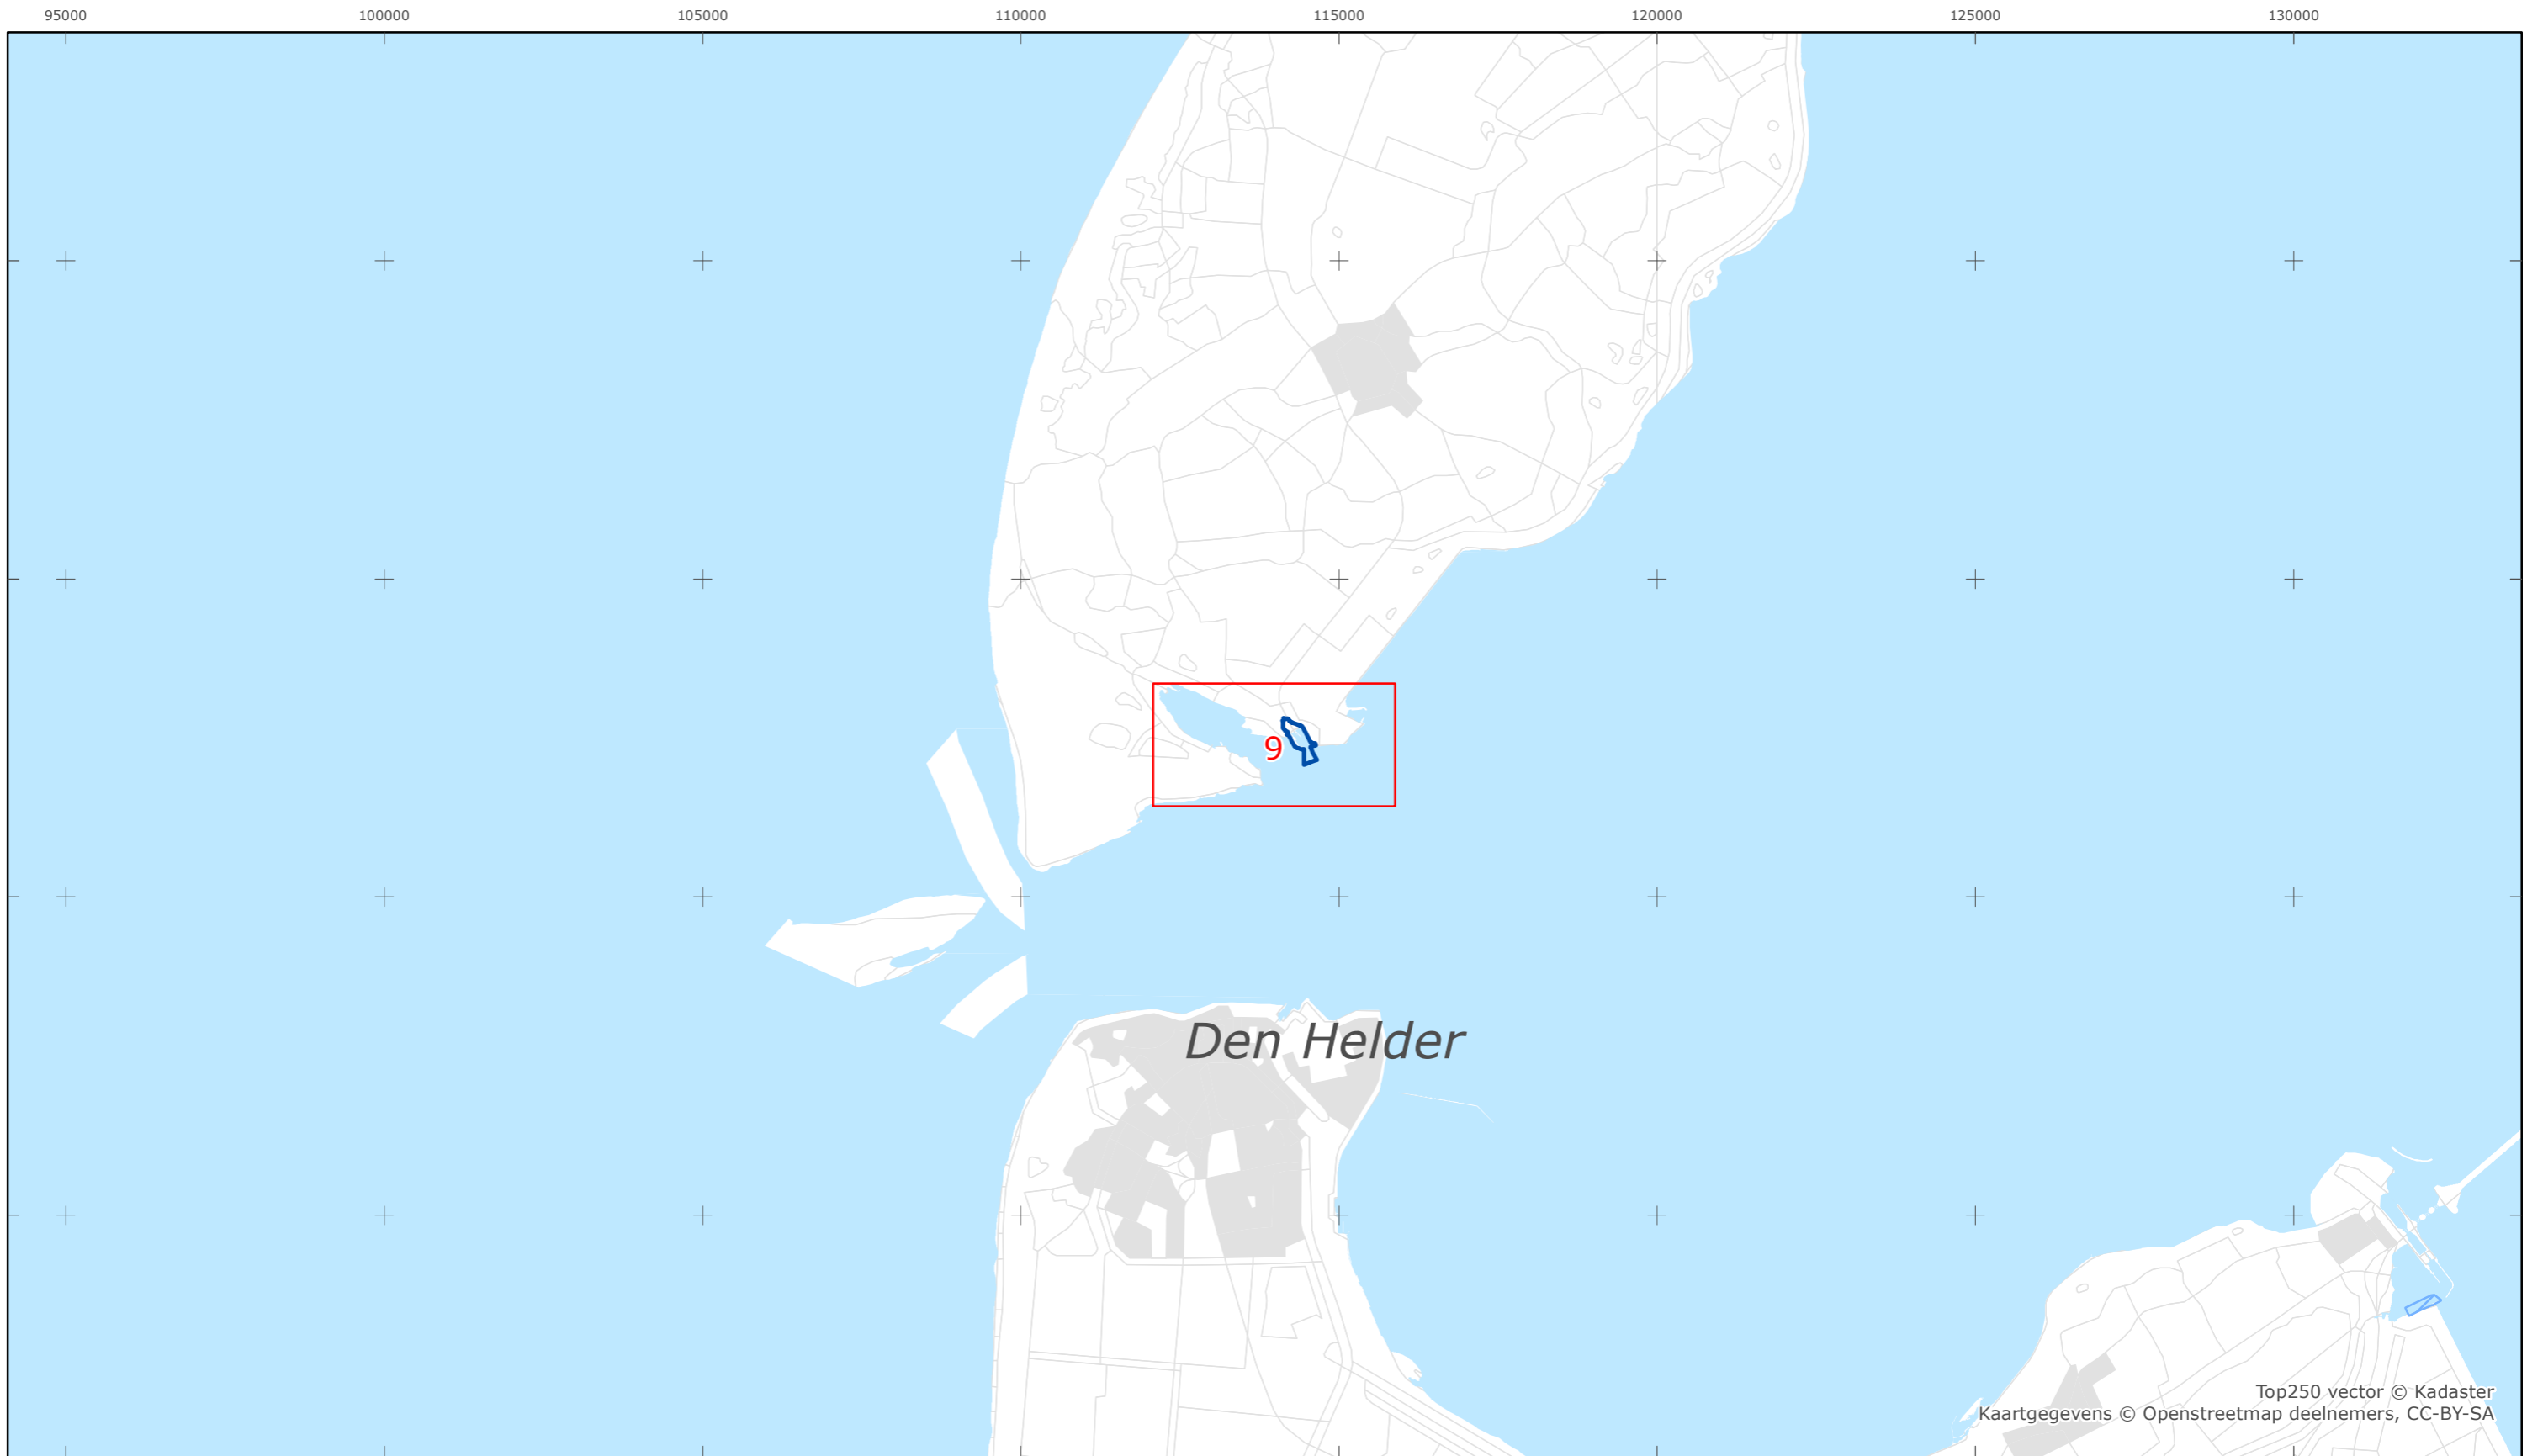 95000 100000 105000 110000 115000 120000 125000 130000
9
Den Helder
Top250 vector © Kadaster
Kaartgegevens © Openstreetmap deelnemers, CC-BY-SA